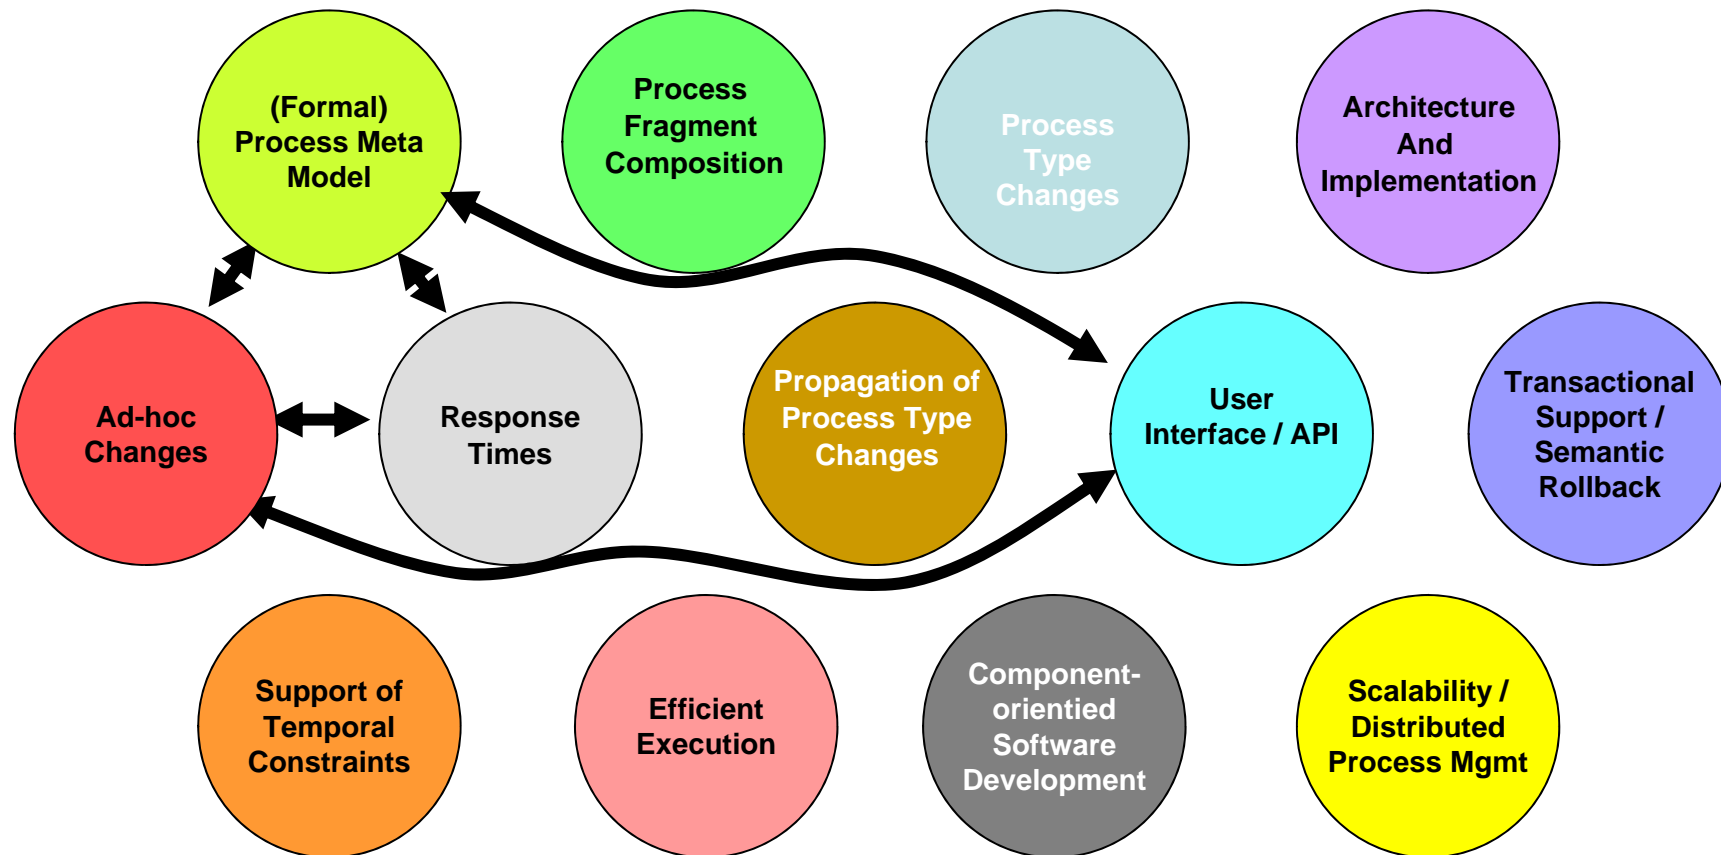 (Formal)
Process Meta
Model
Process
Fragment
Composition
Process
Type
Changes
Architecture
And
Implementation
Ad-hoc
Changes
Response
Times
Propagation of
Process Type
Changes
User
Interface / API
Transactional
Support /
Semantic
Rollback
Support of
Temporal
Constraints
Efficient
Execution
Component-
orientied
Software
Development
Scalability /
Distributed
Process Mgmt